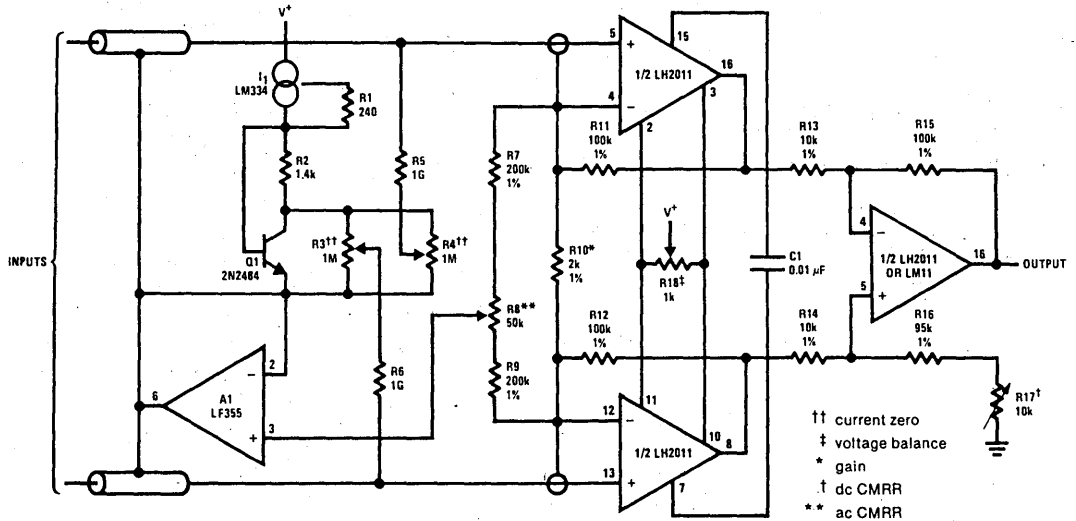 V+
I1
LM334
R1
240
R2
1.4k
R5
1G
Q1
2N2484
R3††
1M
R4††
1M
INPUTS
A1
LF355
2
3
6
R6
1G
R7
200k
1%
R8**
50k
R9
200k
1%
5
4
15
16
3
2
1/2 LH2011
R11
100k
1%
R10*
2k
1%
R12
100k
1%
V+
R18‡
1k
C1
0.01 μF
12
13
11
10
8
7
1/2 LH2011
R13
10k
1%
R15
100k
1%
4
5
16
1/2 LH2011
OR LM11
OUTPUT
R14
10k
1%
R16
95k
1%
R17†
10k
†† current zero
‡ voltage balance
* gain
† dc CMRR
** ac CMRR